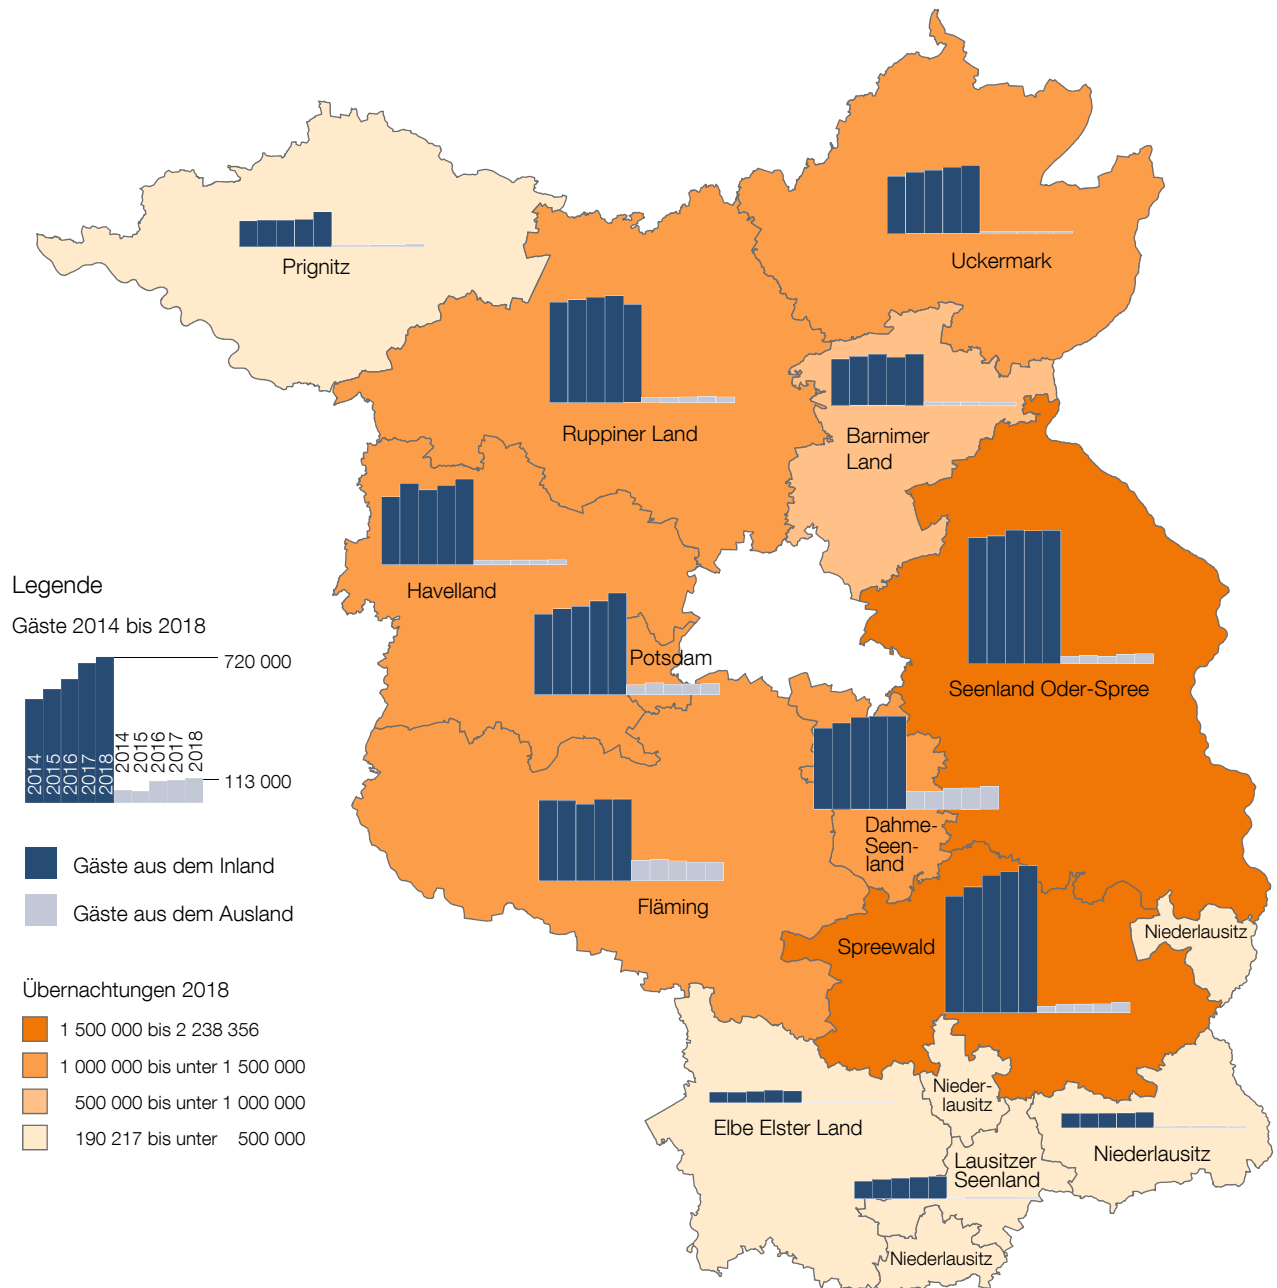 Prignitz
Uckermark
Ruppiner Land
Barnimer
Land
Havelland
Potsdam
Seenland Oder-Spree
Dahme-
Seen-
land
Fläming
Spreewald
Niederlausitz
Nieder-
lausitz
Elbe Elster Land
Niederlausitz
Lausitzer
Seenland
Niederlausitz
Legende
Gäste 2014 bis 2018
720 000
2014
2015
2016
2017
2018
2014
2015
2016
2017
2018
113 000
Gäste aus dem Inland
Gäste aus dem Ausland
Übernachtungen 2018
1 500 000 bis 2 238 356
1 000 000 bis unter 1 500 000
500 000 bis unter 1 000 000
190 217 bis unter 500 000